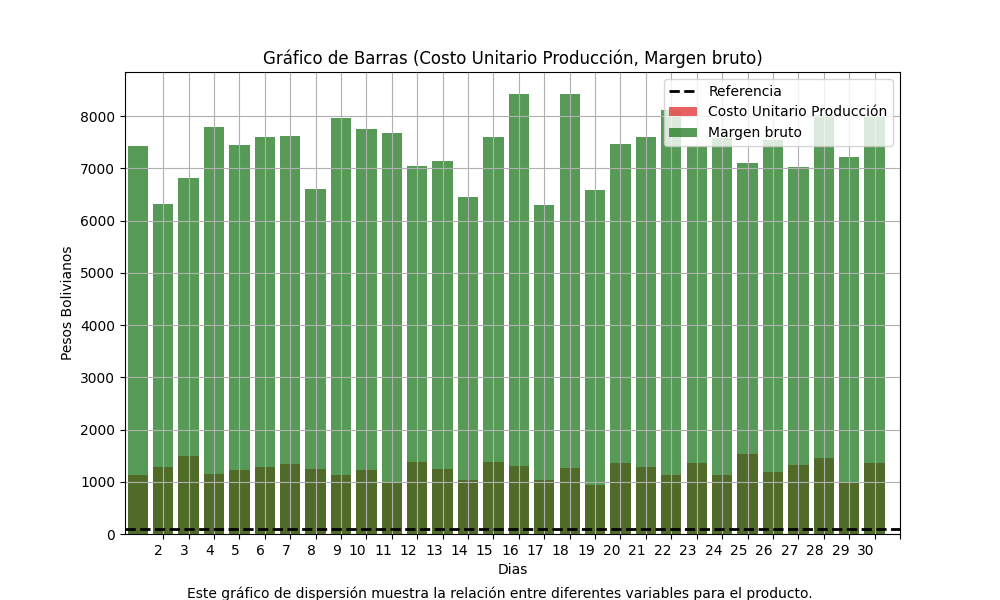 Gráfico de Barras (Costo Unitario Producción, Margen bruto)
Referencia
Costo Unitario Producción
Margen bruto
8000
7000
6000
5000
4000
3000
2000
1000
0
Pesos Bolivianos
2 3 4 5 6 7 8 9 10 11 12 13 14 15 16 17 18 19 20 21 22 23 24 25 26 27 28 29 30
Dias
Este gráfico de dispersión muestra la relación entre diferentes variables para el producto.